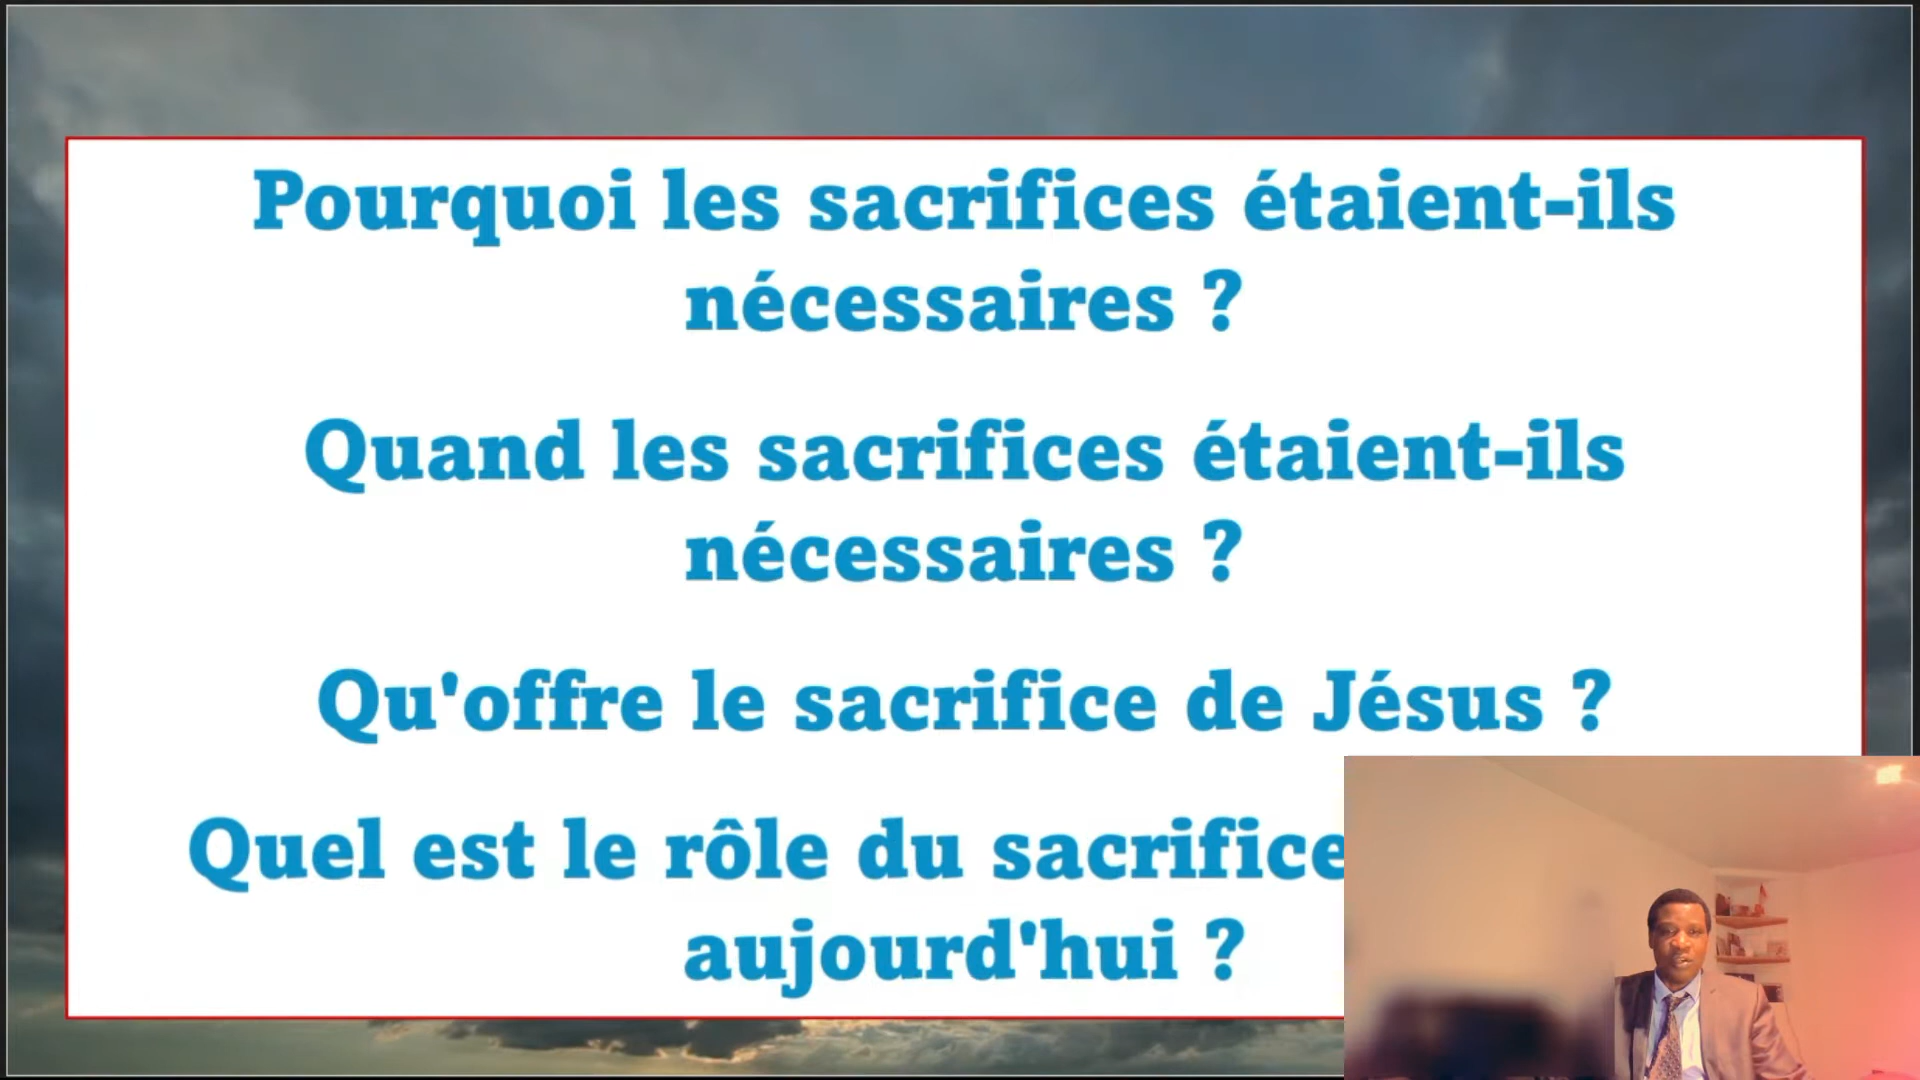 Pourquoi les sacrifices étaient-ils
nécessaires ?
Quand les sacrifices étaient-ils
nécessaires ?
Qu'offre le sacrifice de Jésus ?
Quel est le rôle du sacrifice
aujourd'hui ?